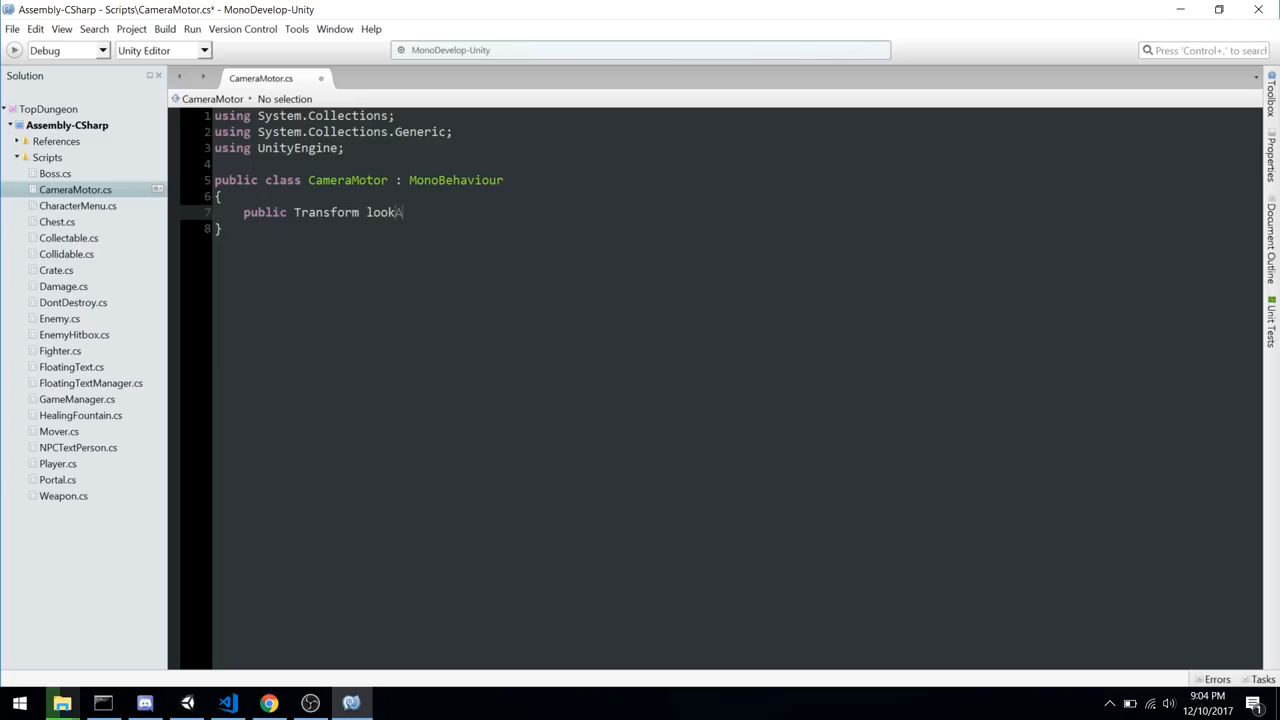 Assembly-CSharp - Scripts\CameraMotor.cs* - MonoDevelop-Unity
File Edit View Search Project Build Run Version Control Tools Window Help
Debug Unity Editor MonoDevelop-Unity Press 'Control+,' to search
Solution
CameraMotor.cs
CameraMotor No selection
TopDungeon
Assembly-CSharp
References
Scripts
Boss.cs
CameraMotor.cs
CharacterMenu.cs
Chest.cs
Collectable.cs
Collidable.cs
Crate.cs
Damage.cs
DontDestroy.cs
Enemy.cs
EnemyHitbox.cs
Fighter.cs
FloatingText.cs
FloatingTextManager.cs
GameManager.cs
HealingFountain.cs
Mover.cs
NPCTextPerson.cs
Player.cs
Portal.cs
Weapon.cs
1 using System.Collections;
2 using System.Collections.Generic;
3 using UnityEngine;
4
5 public class CameraMotor : MonoBehaviour
6 {
7 public Transform lookA
8 }
Toolbox
Properties
Document Outline
Unit Tests
Errors Tasks
9:04 PM
12/10/2017
1